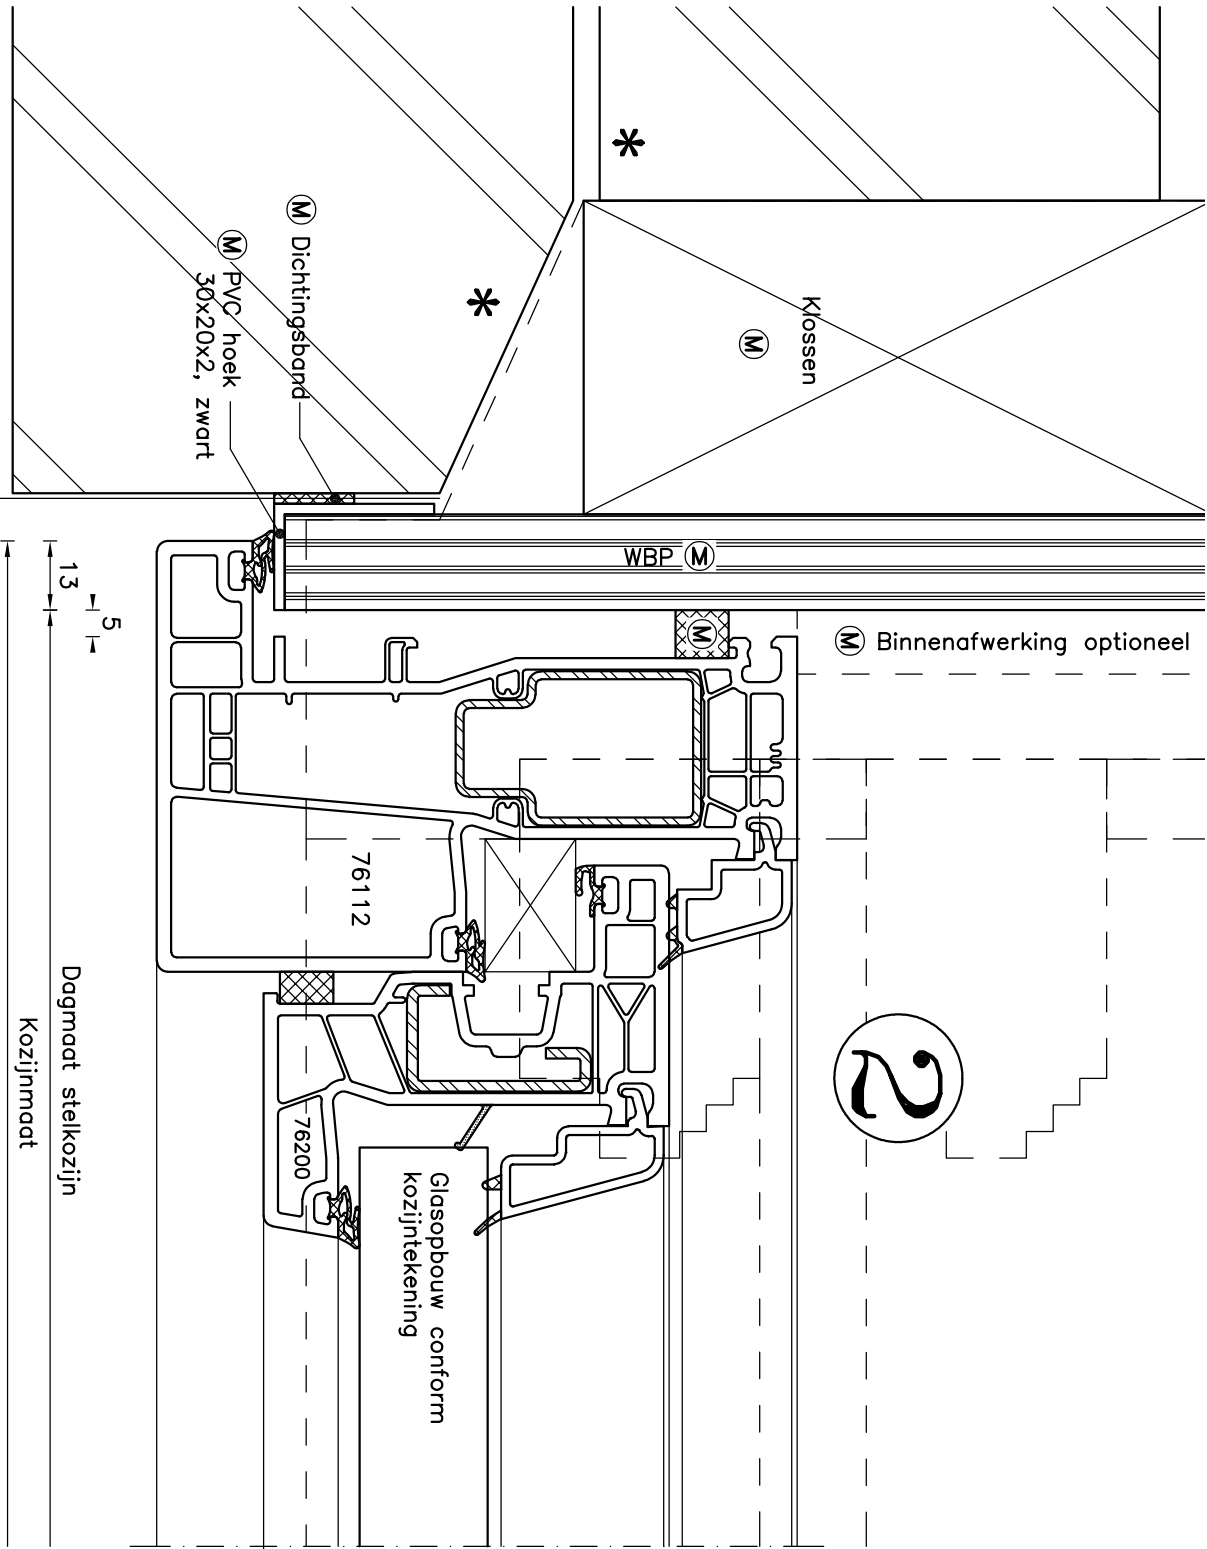 *
*
M Dichtingsband
M PVC hoek
30x20x2, zwart
Klossen
M
WBP M
M
M Binnenafwerking optioneel
13
5
76112
76200
2
Dagmaat stelkozijn
Kozijnmaat
Glasopbouw conform
kozijntekening